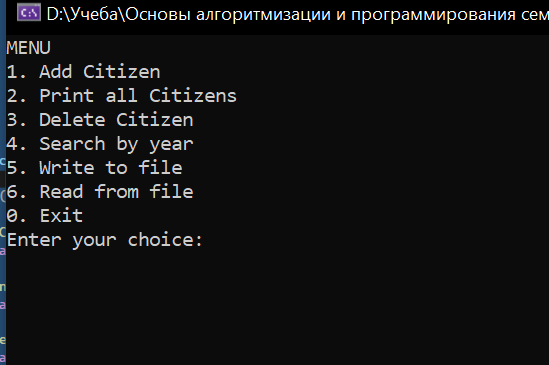 D:\Учеба\Основы алгоритмизации и программирования сем
MENU
1. Add Citizen
2. Print all Citizens
3. Delete Citizen
4. Search by year
5. Write to file
6. Read from file
0. Exit
Enter your choice: